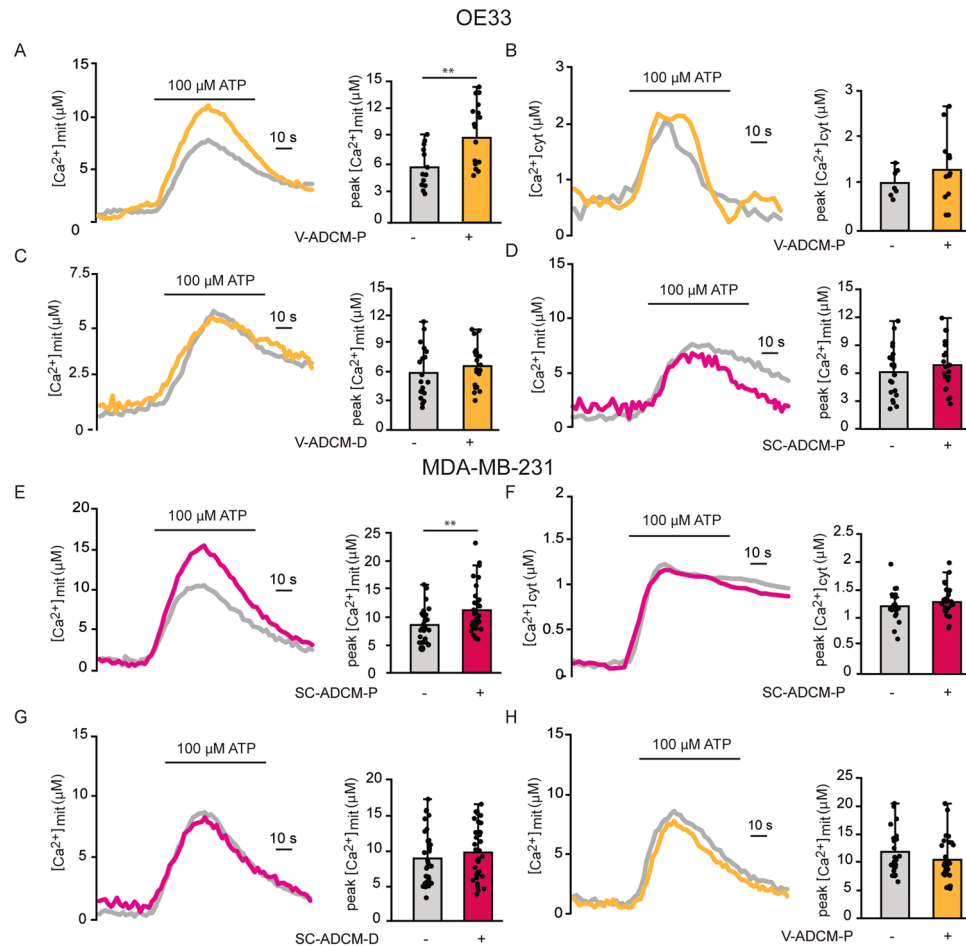 OE33
A
[Ca²⁺]mit (µM)
15
10
5
0
100 µM ATP
10 s
peak [Ca²⁺]mit (µM)
15
12
9
6
3
0
**
V-ADCM-P
-
+
B
[Ca²⁺]cyt (µM)
3
2
1
0
100 µM ATP
10 s
peak [Ca²⁺]cyt (µM)
3
2
1
0
V-ADCM-P
-
+
C
[Ca²⁺]mit (µM)
7.5
5
2.5
0
100 µM ATP
10 s
peak [Ca²⁺]mit (µM)
15
12
9
6
3
0
V-ADCM-D
-
+
D
[Ca²⁺]mit (µM)
15
10
5
0
100 µM ATP
10 s
peak [Ca²⁺]mit (µM)
15
12
9
6
3
0
SC-ADCM-P
-
+
MDA-MB-231
E
[Ca²⁺]mit (µM)
20
15
10
5
0
100 µM ATP
10 s
peak [Ca²⁺]mit (µM)
25
20
15
10
5
0
**
SC-ADCM-P
-
+
F
[Ca²⁺]cyt (µM)
2
1.5
1
0.5
0
100 µM ATP
10 s
peak [Ca²⁺]cyt (µM)
2.5
2
1.5
1
0.5
0
SC-ADCM-P
-
+
G
[Ca²⁺]mit (µM)
15
10
5
0
100 µM ATP
10 s
peak [Ca²⁺]mit (µM)
20
15
10
5
0
SC-ADCM-D
-
+
H
[Ca²⁺]mit (µM)
15
10
5
0
100 µM ATP
10 s
peak [Ca²⁺]mit (µM)
25
20
15
10
5
0
V-ADCM-P
-
+